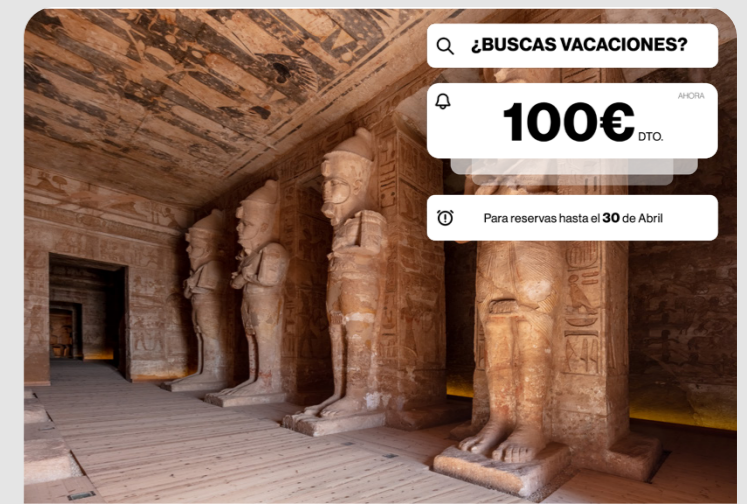 ¿BUSCAS VACACIONES?
AHORA
100€ DTO.
Para reservas hasta el 30 de Abril